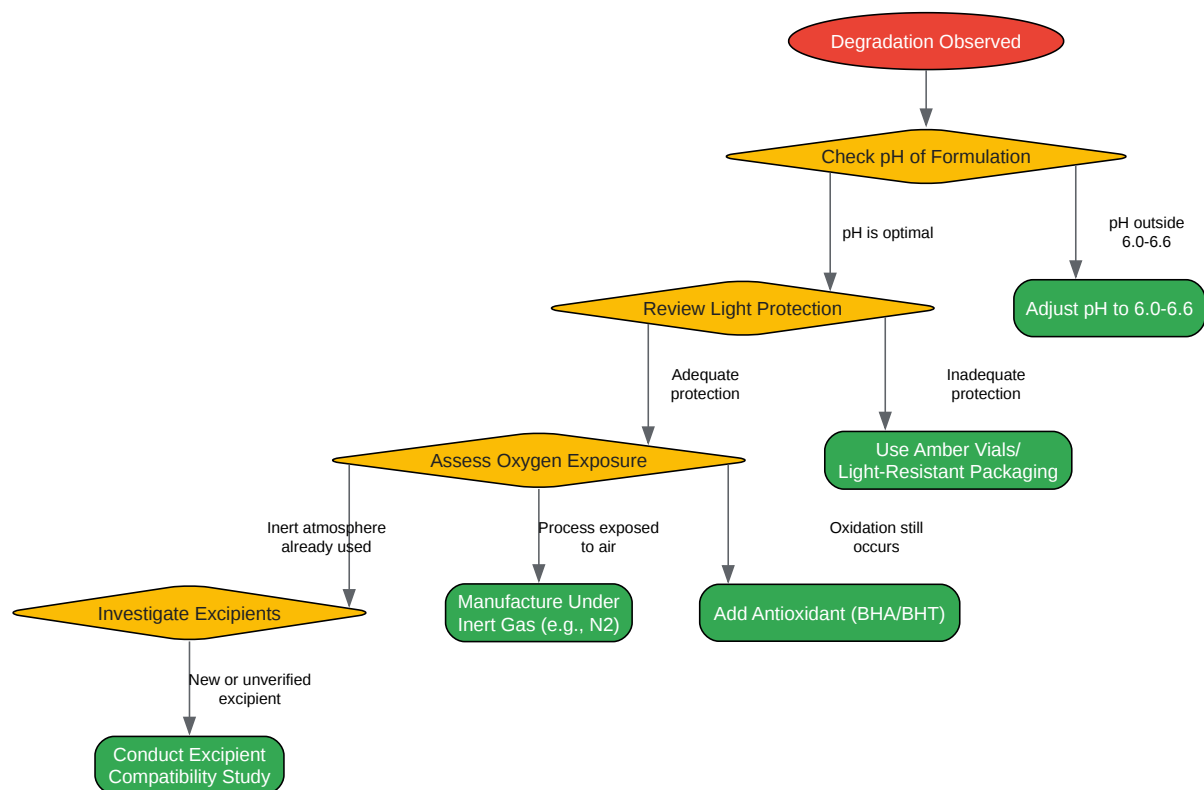 Degradation Observed
Check pH of Formulation
pH is optimal
pH outside
6.0-6.6
Review Light Protection
Adjust pH to 6.0-6.6
Adequate
protection
Inadequate
protection
Assess Oxygen Exposure
Use Amber Vials/
Light-Resistant Packaging
Inert atmosphere
already used
Process exposed
to air
Oxidation still
occurs
Investigate Excipients
Manufacture Under
Inert Gas (e.g., N2)
Add Antioxidant (BHA/BHT)
New or unverified
excipient
Conduct Excipient
Compatibility Study